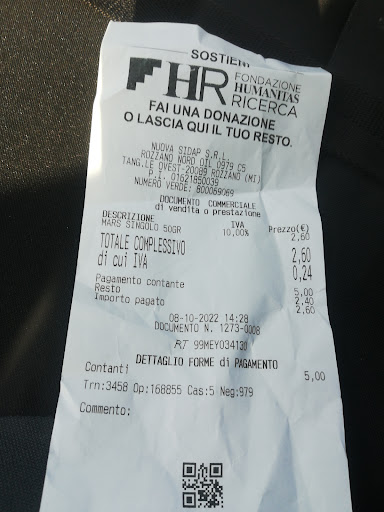 SOSTIENI
HR FONDAZIONE
HUMANITAS
RICERCA
FAI UNA DONAZIONE
O LASCIA QUI IL TUO RESTO.
NUOVA SIDAP S.R.L.
ROZZANO NORD OIL 0979 C5
TANG.LE OVEST-20089 ROZZANO (MI)
P.I. 01621850039
NUMERO VERDE: 800069069
DOCUMENTO COMMERCIALE
di vendita o prestazione
DESCRIZIONE IVA Prezzo(€)
MARS SINGOLO 50GR 10,00% 2,60
TOTALE COMPLESSIVO 2,60
di cui IVA 0,24
Pagamento contante 5,00
Resto 2,40
Importo pagato 2,60
08-10-2022 14:28
DOCUMENTO N. 1273-0008
RT 99MEY034130
DETTAGLIO FORME di PAGAMENTO
Contanti 5,00
Trn:3458 Op:168855 Cas:5 Neg:979
Commento: